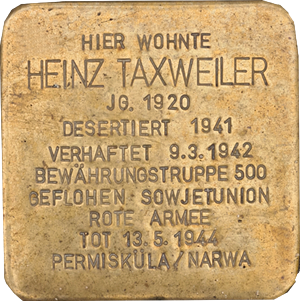 HIER WOHNTE
HEINZ TAXWEILER
JG. 1920
DESERTIERT 1941
VERHAFTET 9.3.1942
BEWÄHRUNGSTRUPPE 500
GEFLOHEN SOWJETUNION
ROTE ARMEE
TOT 13.5.1944
PERMISKÜLA/NARWA